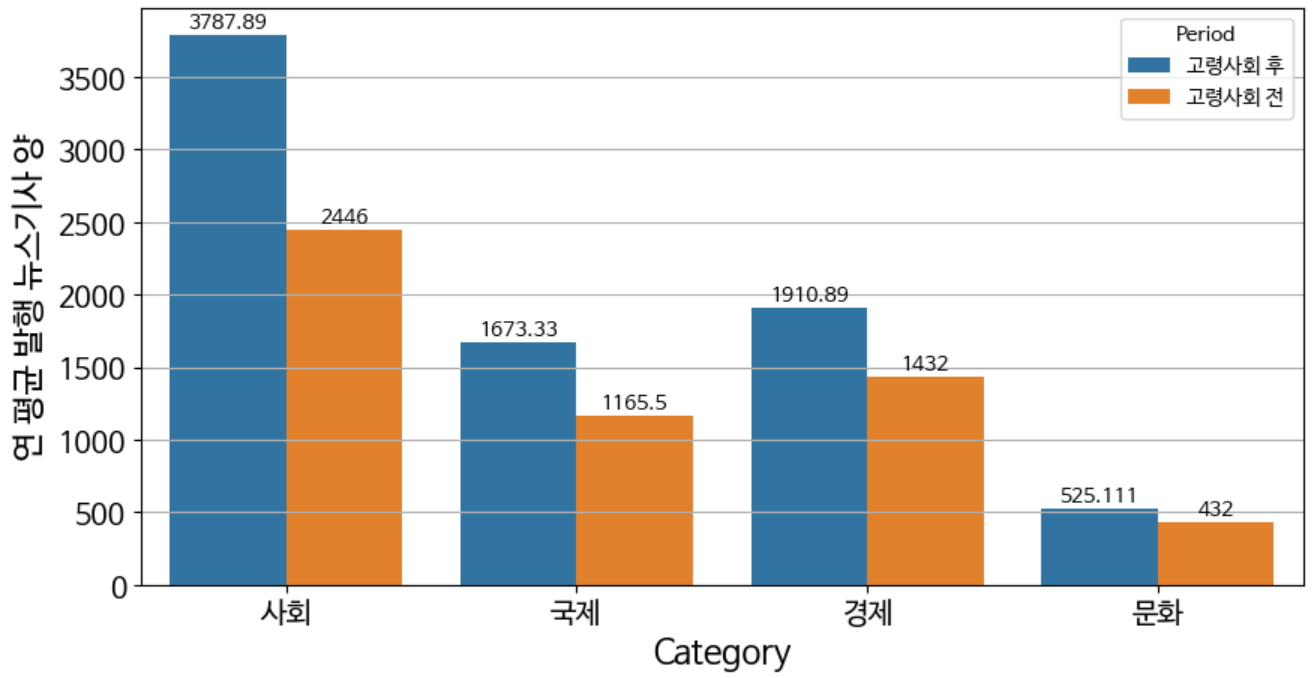 3787.89
Period
고령사회 후
고령사회 전
3500
3000
2500
2000
1500
1000
500
0
연 평균 발행 뉴스기사 양
2446
1673.33
1165.5
1910.89
1432
525.111
432
사회
국제
경제
문화
Category